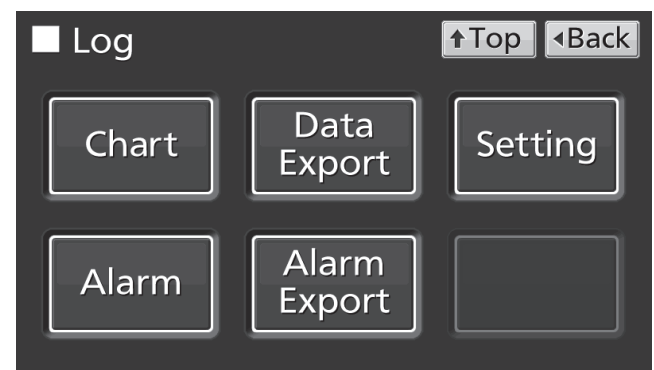 Log
Top
Back
Chart
Data
Export
Setting
Alarm
Alarm
Export